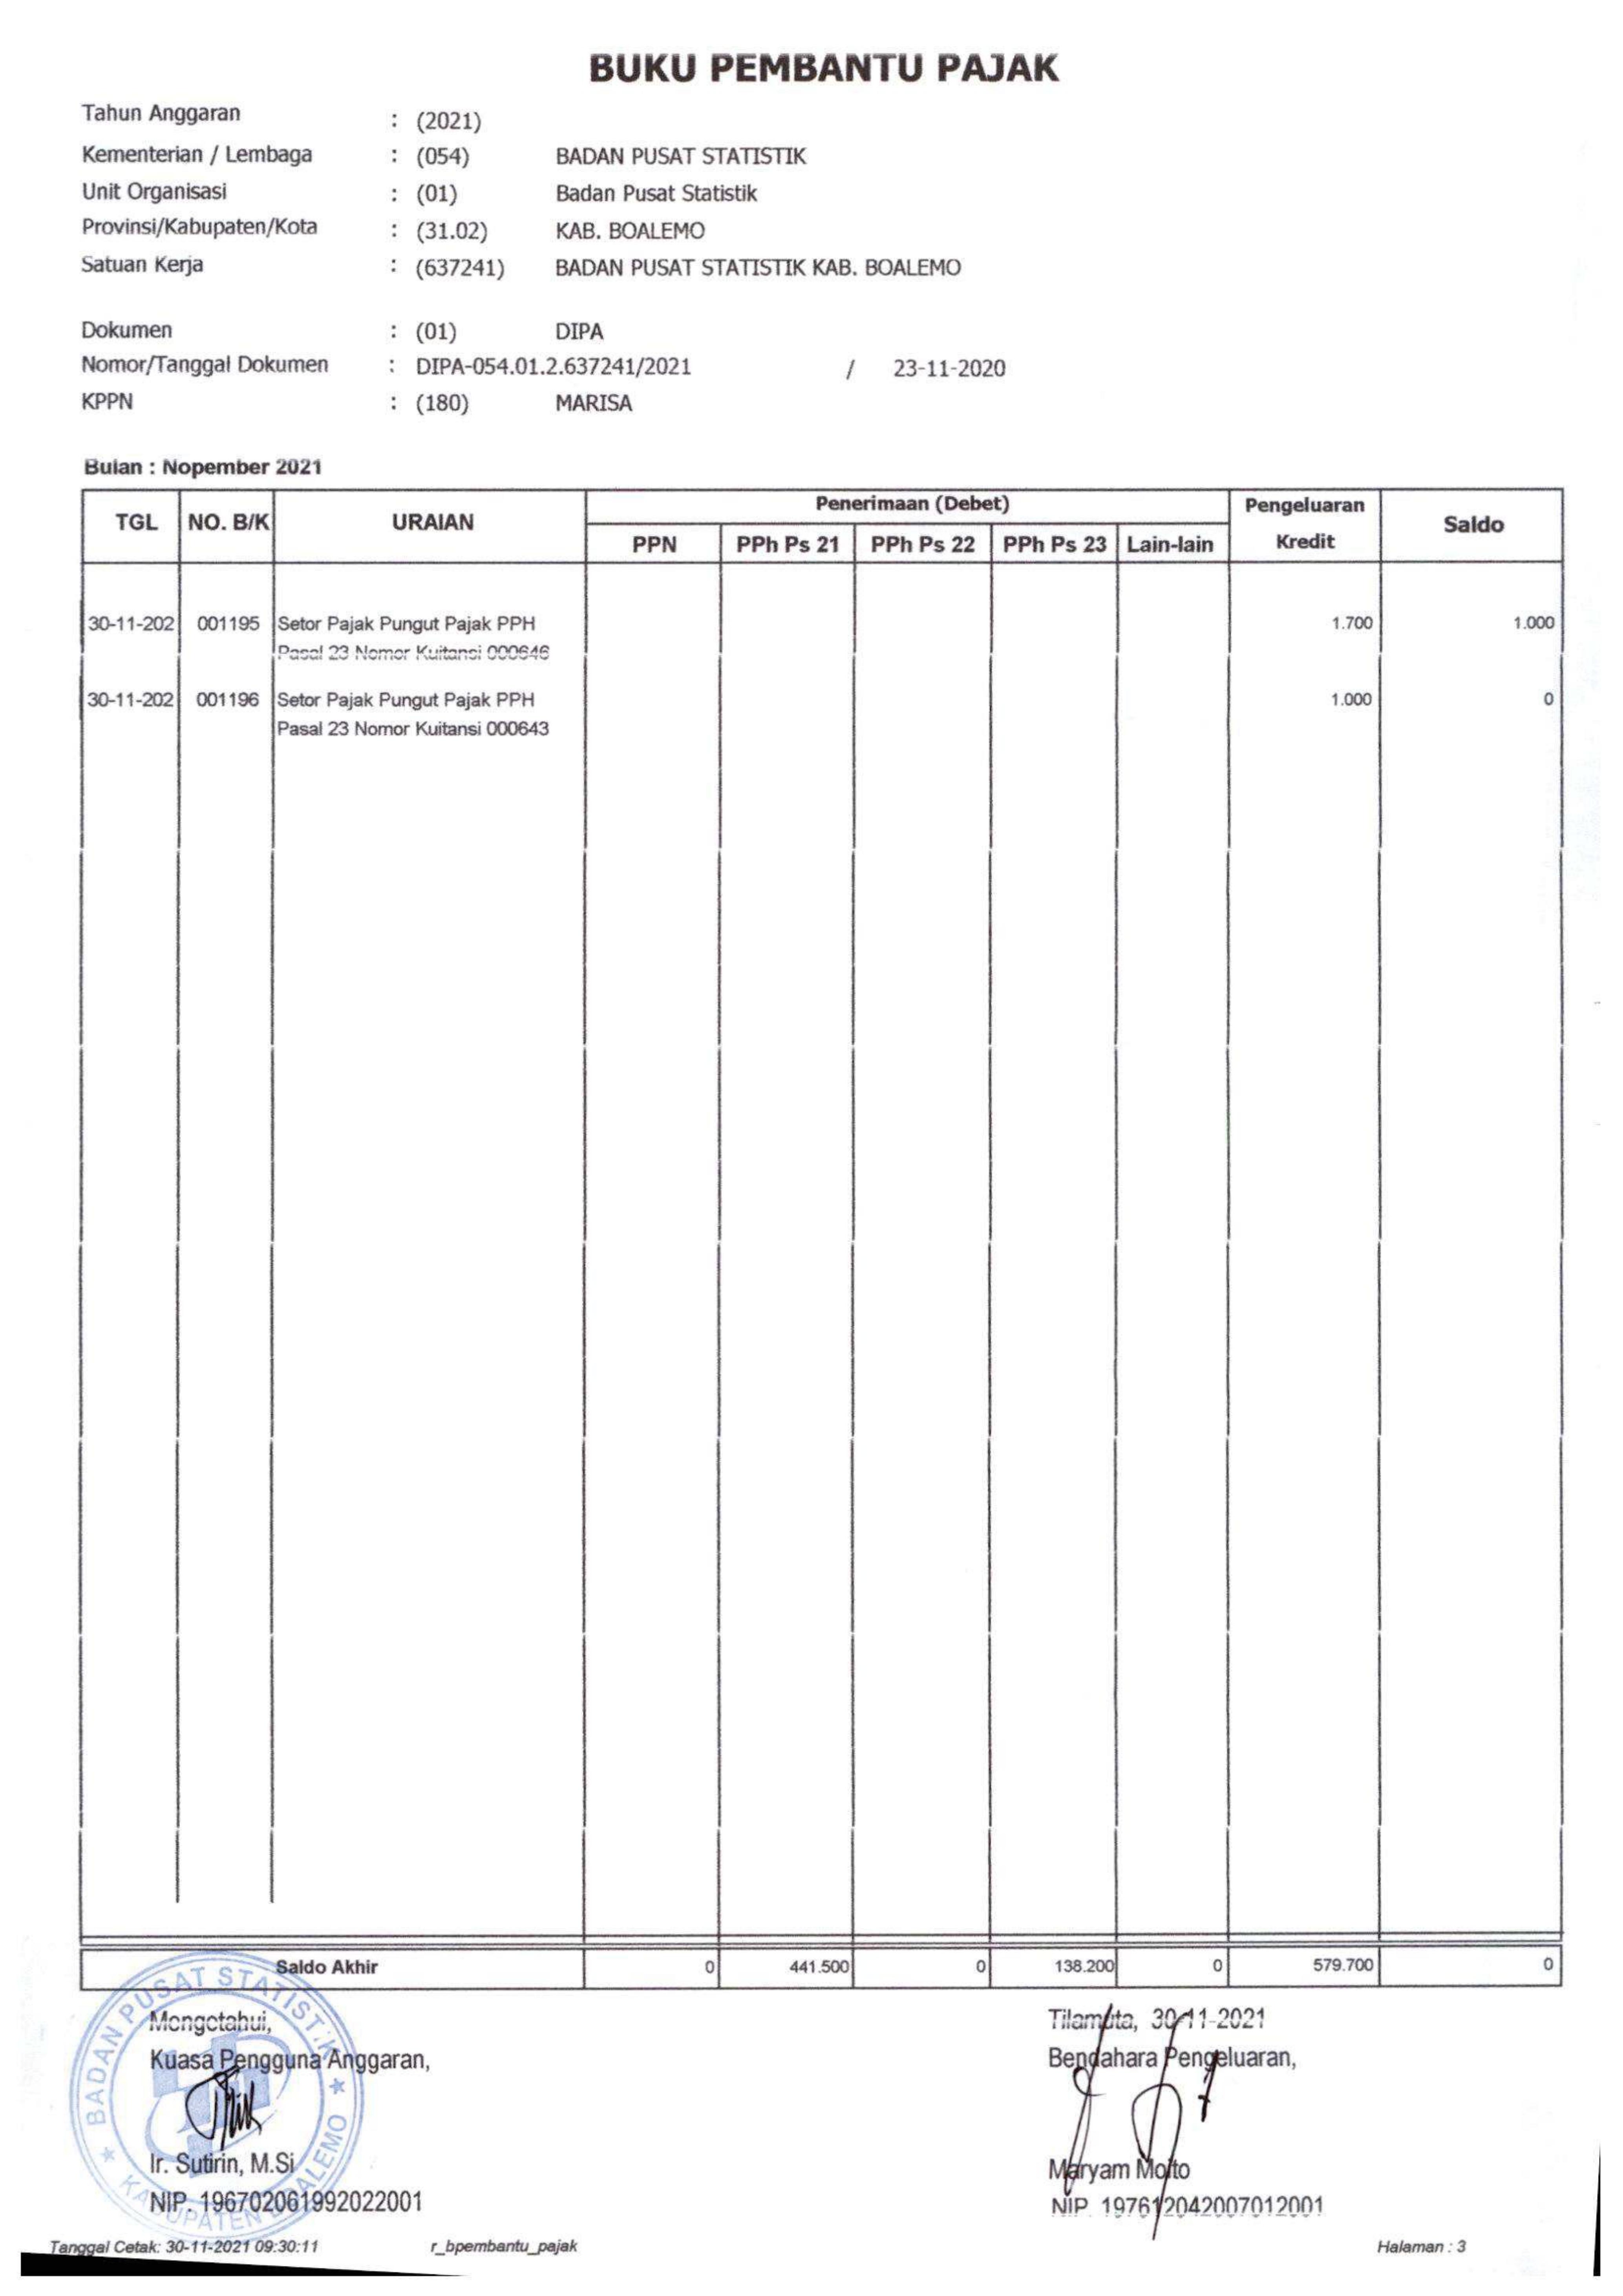 BUKU PEMBANTU PAJAK
Tahun Anggaran : (2021)
Kementerian / Lembaga : (054) BADAN PUSAT STATISTIK
Unit Organisasi : (01) Badan Pusat Statistik
Provinsi/Kabupaten/Kota : (31.02) KAB. BOALEMO
Satuan Kerja : (637241) BADAN PUSAT STATISTIK KAB. BOALEMO
Dokumen : (01) DIPA
Nomor/Tanggal Dokumen : DIPA-054.01.2.637241/2021 / 23-11-2020
KPPN : (180) MARISA
Bulan : Nopember 2021
TGL NO. B/K URAIAN Penerimaan (Debet) Pengeluaran Kredit Saldo
PPN PPh Ps 21 PPh Ps 22 PPh Ps 23 Lain-lain
30-11-202 001195 Setor Pajak Pungut Pajak PPH 1.700 1.000
Pasal 23 Nomor Kuitansi 000646
30-11-202 001196 Setor Pajak Pungut Pajak PPH 1.000 0
Pasal 23 Nomor Kuitansi 000643
Saldo Akhir 0 441.500 0 138.200 0 579.700 0
BADAN PUSAT STATISTIK
KABUPATEN BOALEMO
Mengetahui,
Kuasa Pengguna Anggaran,
Ir. Sutirin, M.Si
NIP. 196702061992022001
Tilamuta, 30-11-2021
Bendahara Pengeluaran,
Maryam Moito
NIP. 197612042007012001
Tanggal Cetak: 30-11-2021 09:30:11 r_bpembantu_pajak Halaman : 3